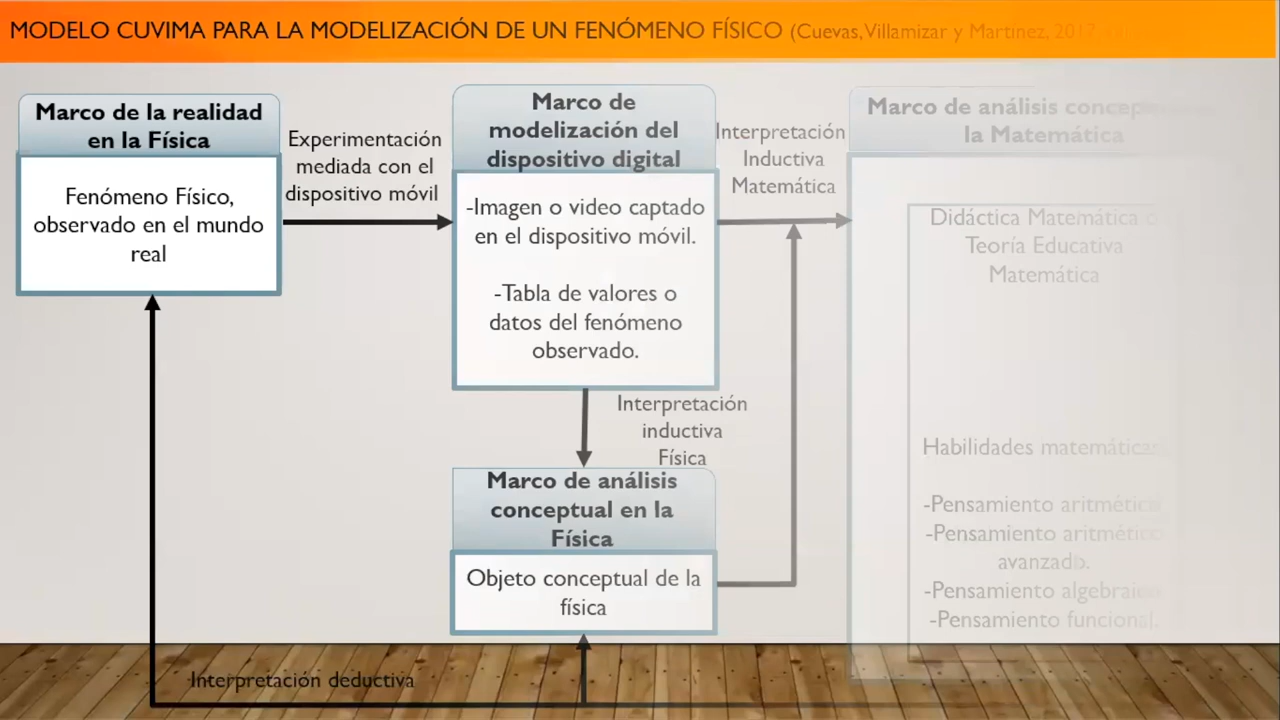 MODELO CUVIMA PARA LA MODELIZACIÓN DE UN FENÓMENO FÍSICO (Cuevas, Villamizar y Martínez, 2017
Marco de la realidad
en la Física
Fenómeno Físico,
observado en el mundo
real
Experimentación
mediada con el
dispositivo móvil
Marco de
modelización del
dispositivo digital
-Imagen o video captado
en el dispositivo móvil.
-Tabla de valores o
datos del fenómeno
observado.
Interpretación
Inductiva
Matemática
Interpretación
inductiva
Física
Marco de análisis
conceptual en la
Física
Objeto conceptual de la
física
Interpretación deductiva
Marco de análisis
la Matemática
Didáctica Matemática o
Teoría Educativa
Matemática
Habilidades matemáticas
-Pensamiento aritmético
-Pensamiento aritmético
avanzado.
-Pensamiento algebraico
-Pensamiento funcional.